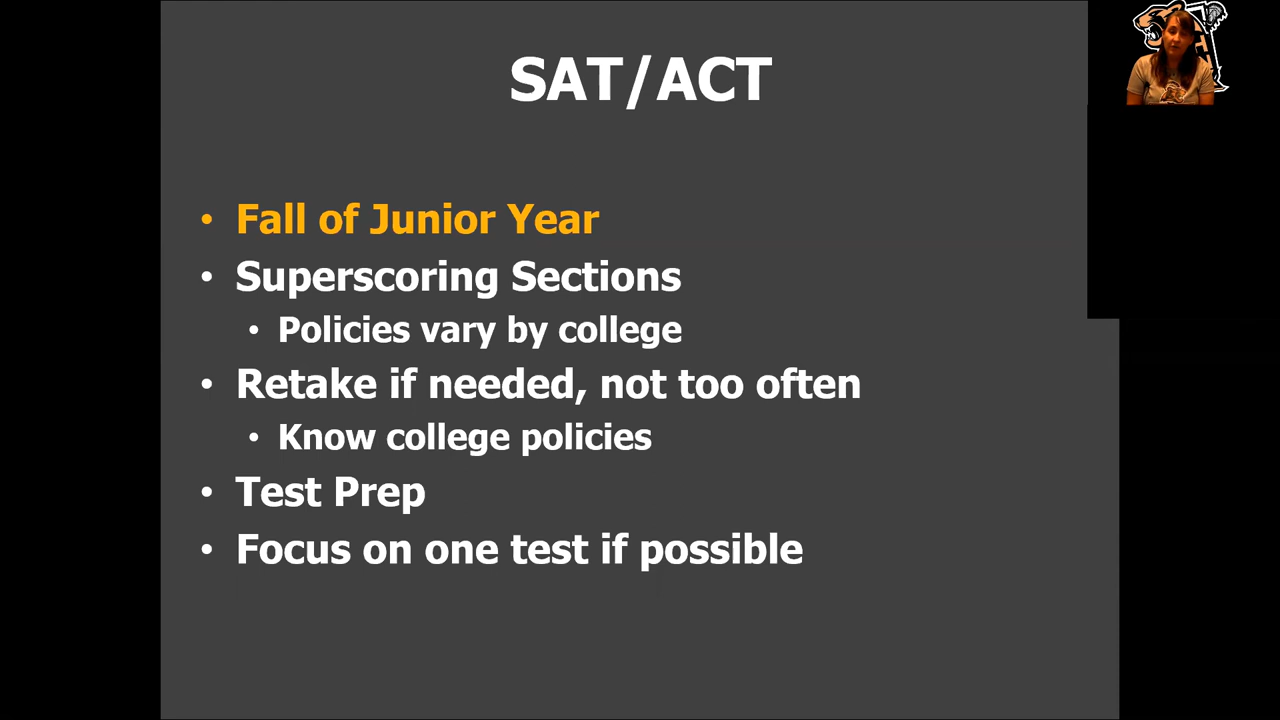 SAT/ACT
• Fall of Junior Year
• Superscoring Sections
• Policies vary by college
• Retake if needed, not too often
• Know college policies
• Test Prep
• Focus on one test if possible